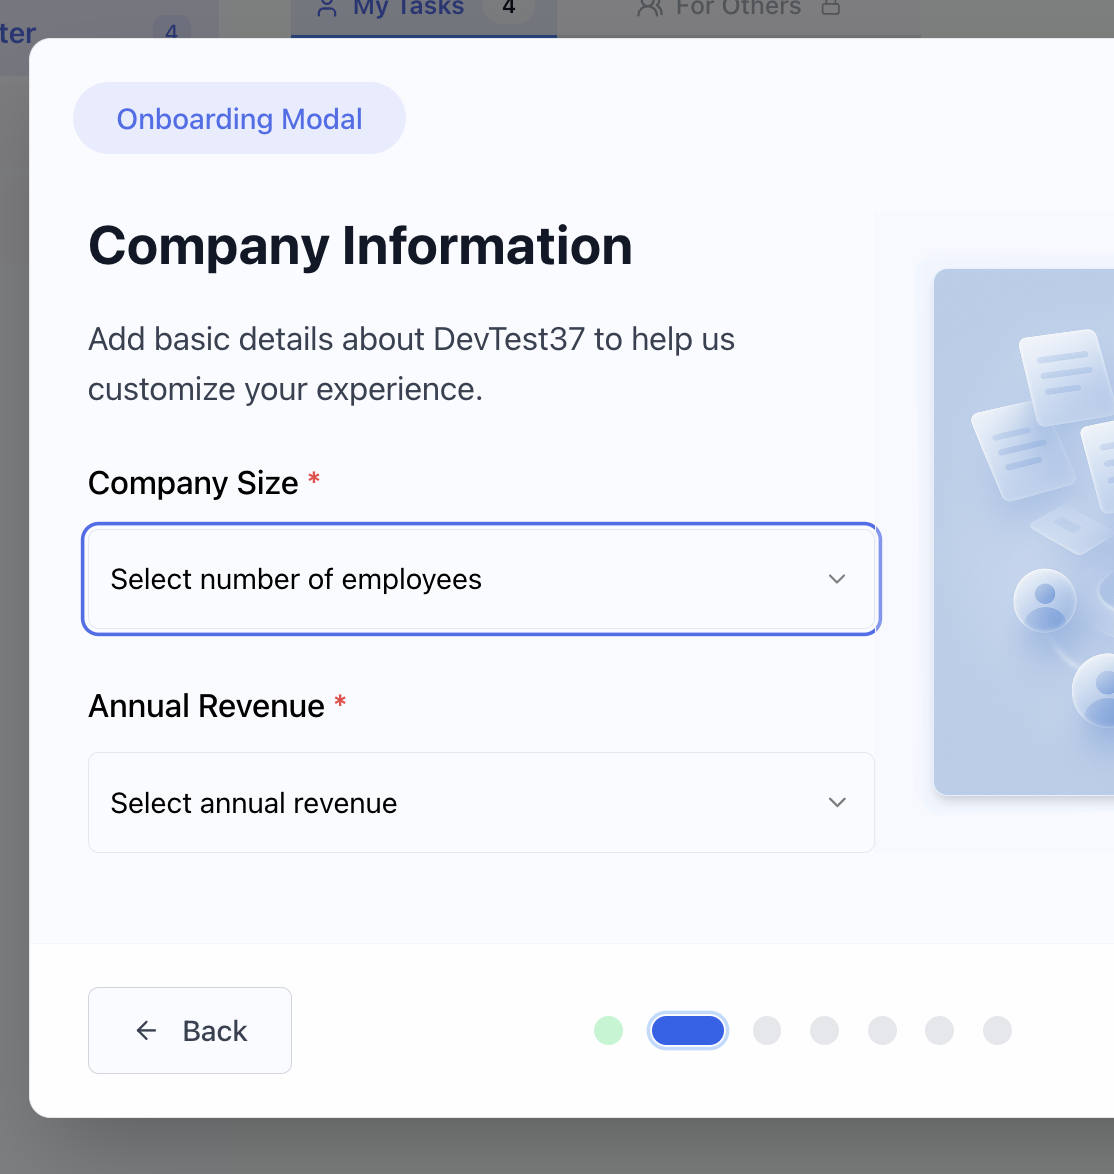 ter
4
My Tasks
4
For Others
Onboarding Modal
Company Information
Add basic details about DevTest37 to help us
customize your experience.
Company Size *
Select number of employees
Annual Revenue *
Select annual revenue
Back